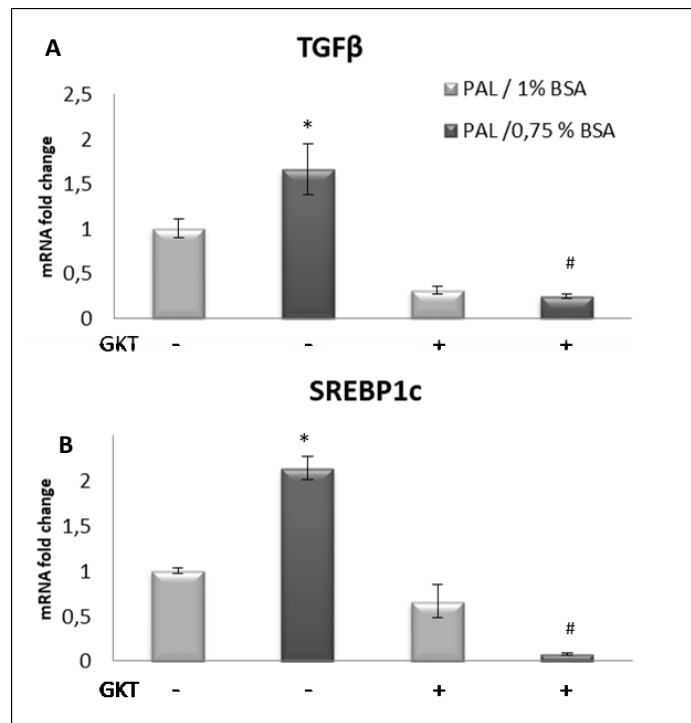 A
TGFβ
2,5
2
1,5
1
0,5
0
mRNA fold change
PAL / 1% BSA
PAL /0,75 % BSA
*
#
GKT - - + +
SREBP1c
B
2
1,5
1
0,5
0
mRNA fold change
*
#
GKT - - + +